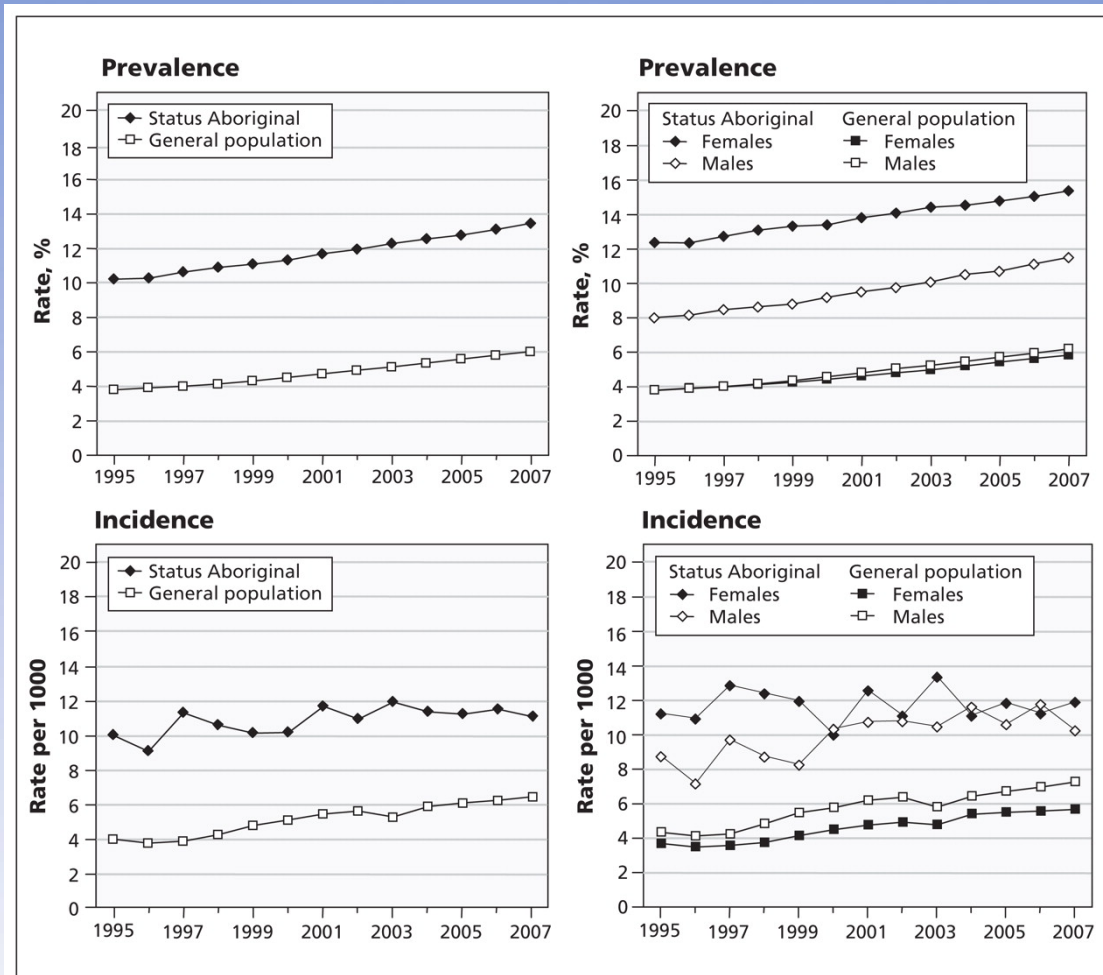 Prevalence
Status Aboriginal
General population
Rate, %
20
18
16
14
12
10
8
6
4
2
0
1995 1997 1999 2001 2003 2005 2007
Prevalence
Status Aboriginal General population
Females Females
Males Males
Rate, %
20
18
16
14
12
10
8
6
4
2
0
1995 1997 1999 2001 2003 2005 2007
Incidence
Status Aboriginal
General population
Rate per 1000
20
18
16
14
12
10
8
6
4
2
0
1995 1997 1999 2001 2003 2005 2007
Incidence
Status Aboriginal General population
Females Females
Males Males
Rate per 1000
20
18
16
14
12
10
8
6
4
2
0
1995 1997 1999 2001 2003 2005 2007